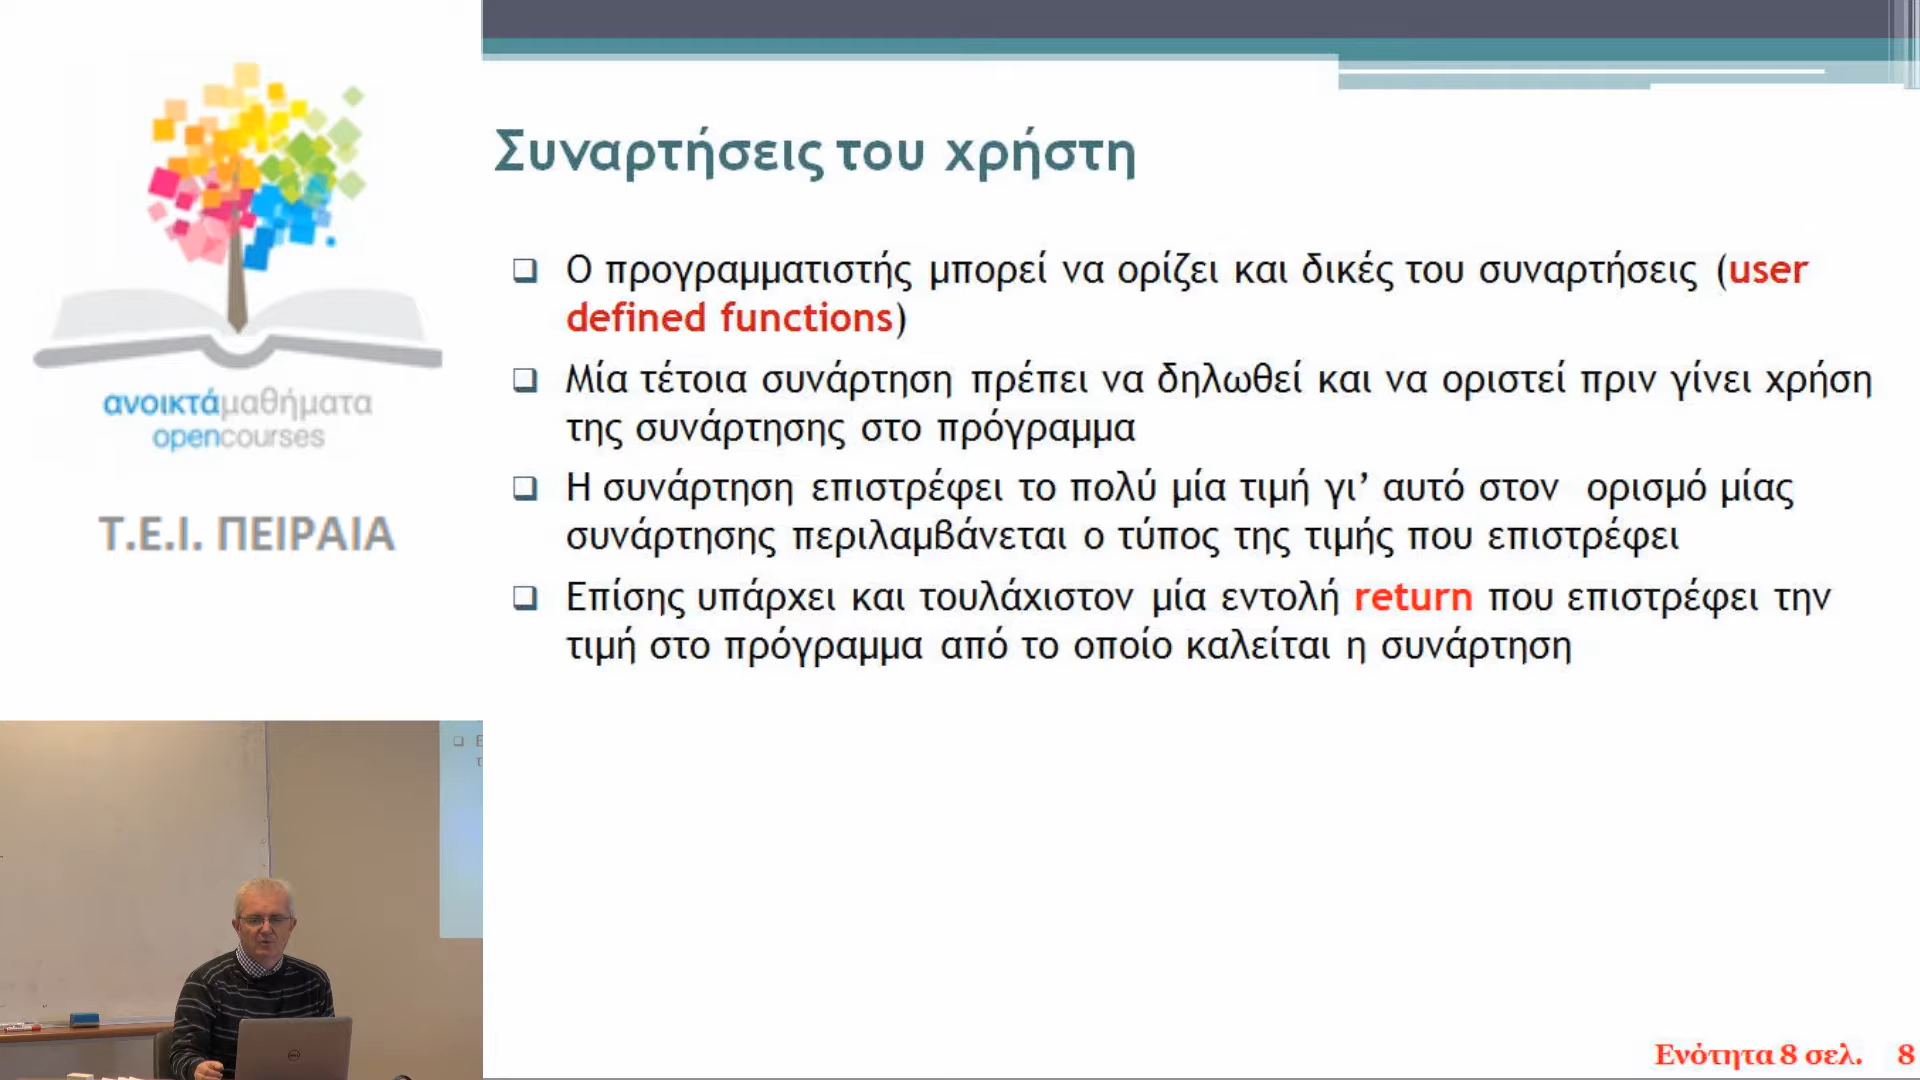 ανοικτάμαθήματα
opencourses
Τ.Ε.Ι. ΠΕΙΡΑΙΑ
Συναρτήσεις του χρήστη
❑ Ο προγραμματιστής μπορεί να ορίζει και δικές του συναρτήσεις (user
defined functions)
❑ Μία τέτοια συνάρτηση πρέπει να δηλωθεί και να οριστεί πριν γίνει χρήση
της συνάρτησης στο πρόγραμμα
❑ Η συνάρτηση επιστρέφει το πολύ μία τιμή γι’ αυτό στον ορισμό μίας
συνάρτησης περιλαμβάνεται ο τύπος της τιμής που επιστρέφει
❑ Επίσης υπάρχει και τουλάχιστον μία εντολή return που επιστρέφει την
τιμή στο πρόγραμμα από το οποίο καλείται η συνάρτηση
Ενότητα 8 σελ. 8